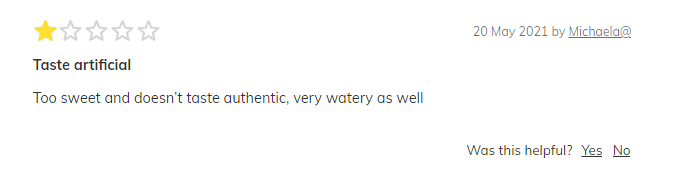 20 May 2021 by Michaela@
Taste artificial
Too sweet and doesn't taste authentic, very watery as well
Was this helpful? Yes No